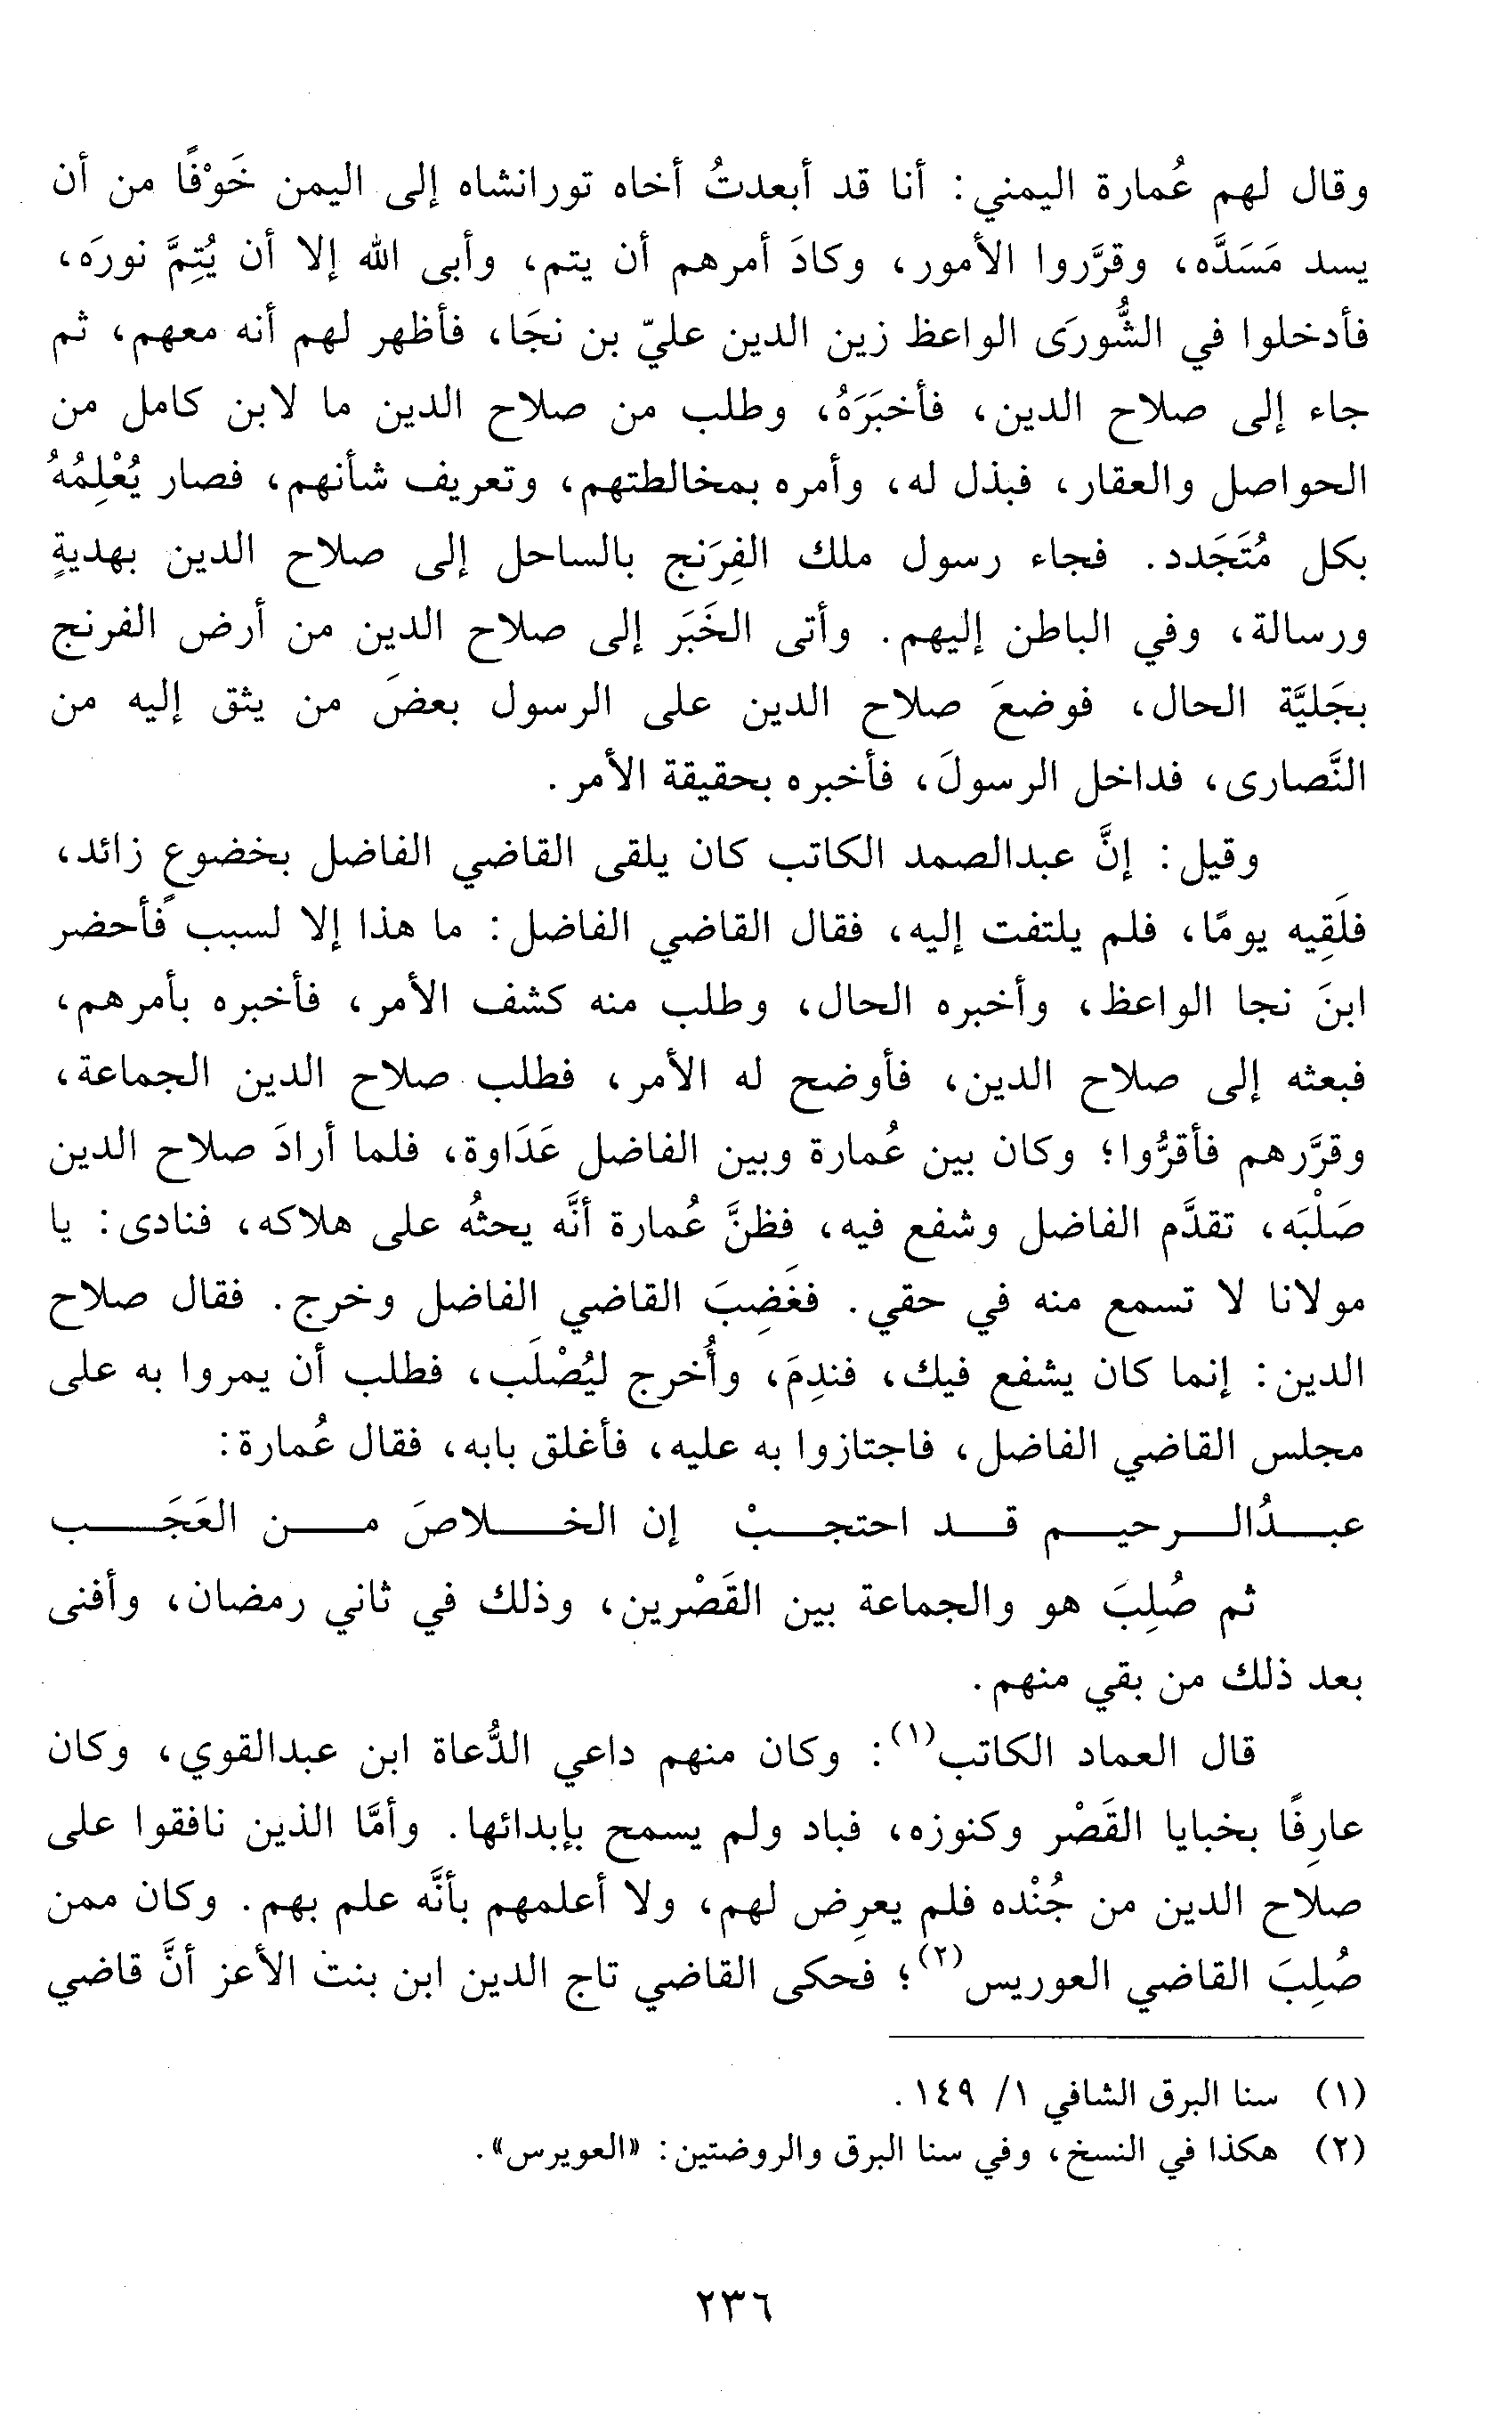 وقال لهم عُمارة اليمني: أنا قد أبعدتُ أخاه تورانشاه إلى اليمن خَوْفًا من أن
يسد مَسَدَّه، وقرَّروا الأمور، وكادَ أمرهم أن يتم، وأبى الله إلا أن يُتِمَّ نورَه،
فأدخلوا في الشُّورَى الواعظ زين الدين عليّ بن نجَا، فأظهر لهم أنه معهم، ثم
جاء إلى صلاح الدين، فأخبَرَهُ، وطلب من صلاح الدين ما لابن كامل من
الحواصل والعقار، فبذل له، وأمره بمخالطتهم، وتعريف شأنهم، فصار يُعْلِمُهُ
بكل مُتَجَدد. فجاء رسول ملك الفِرَنج بالساحل إلى صلاح الدين بهديةٍ
ورسالة، وفي الباطن إليهم. وأتى الخَبَر إلى صلاح الدين من أرض الفرنج
بجَليَّة الحال، فوضعَ صلاح الدين على الرسول بعضَ من يثق إليه من
النَّصارى، فداخل الرسولَ، فأخبره بحقيقة الأمر.
وقيل: إنَّ عبدالصمد الكاتب كان يلقى القاضي الفاضل بخضوعٍ زائد،
فلَقِيه يومًا، فلم يلتفت إليه، فقال القاضي الفاضل: ما هذا إلا لسبب فأحضر
ابنَ نجا الواعظ، وأخبره الحال، وطلب منه كشف الأمر، فأخبره بأمرهم،
فبعثه إلى صلاح الدين، فأوضح له الأمر، فطلب صلاح الدين الجماعة،
وقرَّرهم فأقرُّوا؛ وكان بين عُمارة وبين الفاضل عَدَاوة، فلما أرادَ صلاح الدين
صَلْبَه، تقدَّم الفاضل وشفع فيه، فظنَّ عُمارة أنَّه يحثُه على هلاكه، فنادى: يا
مولانا لا تسمع منه في حقي. فغَضِبَ القاضي الفاضل وخرج. فقال صلاح
الدين: إنما كان يشفع فيك، فندِمَ، وأُخرج ليُصْلَب، فطلب أن يمروا به على
مجلس القاضي الفاضل، فاجتازوا به عليه، فأغلق بابه، فقال عُمارة:
عبدُالرحيم قد احتجبْ إن الخلاصَ من العَجَب
ثم صُلِبَ هو والجماعة بين القَصْرين، وذلك في ثاني رمضان، وأفنى
بعد ذلك من بقي منهم.
قال العماد الكاتب(١): وكان منهم داعي الدُّعاة ابن عبدالقوي، وكان
عارِفًا بخبايا القَصْر وكنوزه، فباد ولم يسمح بإبدائها. وأمَّا الذين نافقوا على
صلاح الدين من جُنْده فلم يعرِض لهم، ولا أعلمهم بأنَّه علم بهم. وكان ممن
صُلِبَ القاضي العوريس(٢)؛ فحكى القاضي تاج الدين ابن بنت الأعز أنَّ قاضي
(١) سنا البرق الشافي ١/ ١٤٩.
(٢) هكذا في النسخ، وفي سنا البرق والروضتين: «العويرس».
٢٣٦